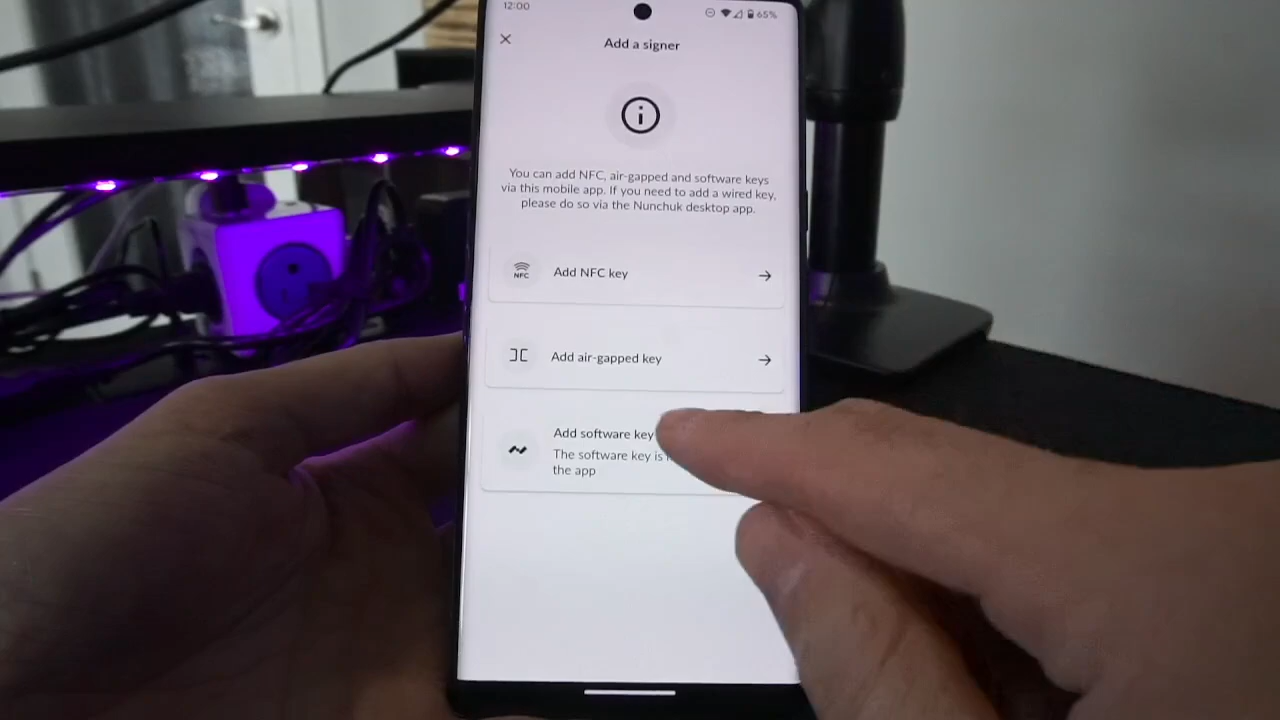 12:00
65%
Add a signer
You can add NFC, air-gapped and software keys
via this mobile app. If you need to add a wired key,
please do so via the Nunchuk desktop app.
NFC
Add NFC key
Add air-gapped key
Add software key
The software key is
the app